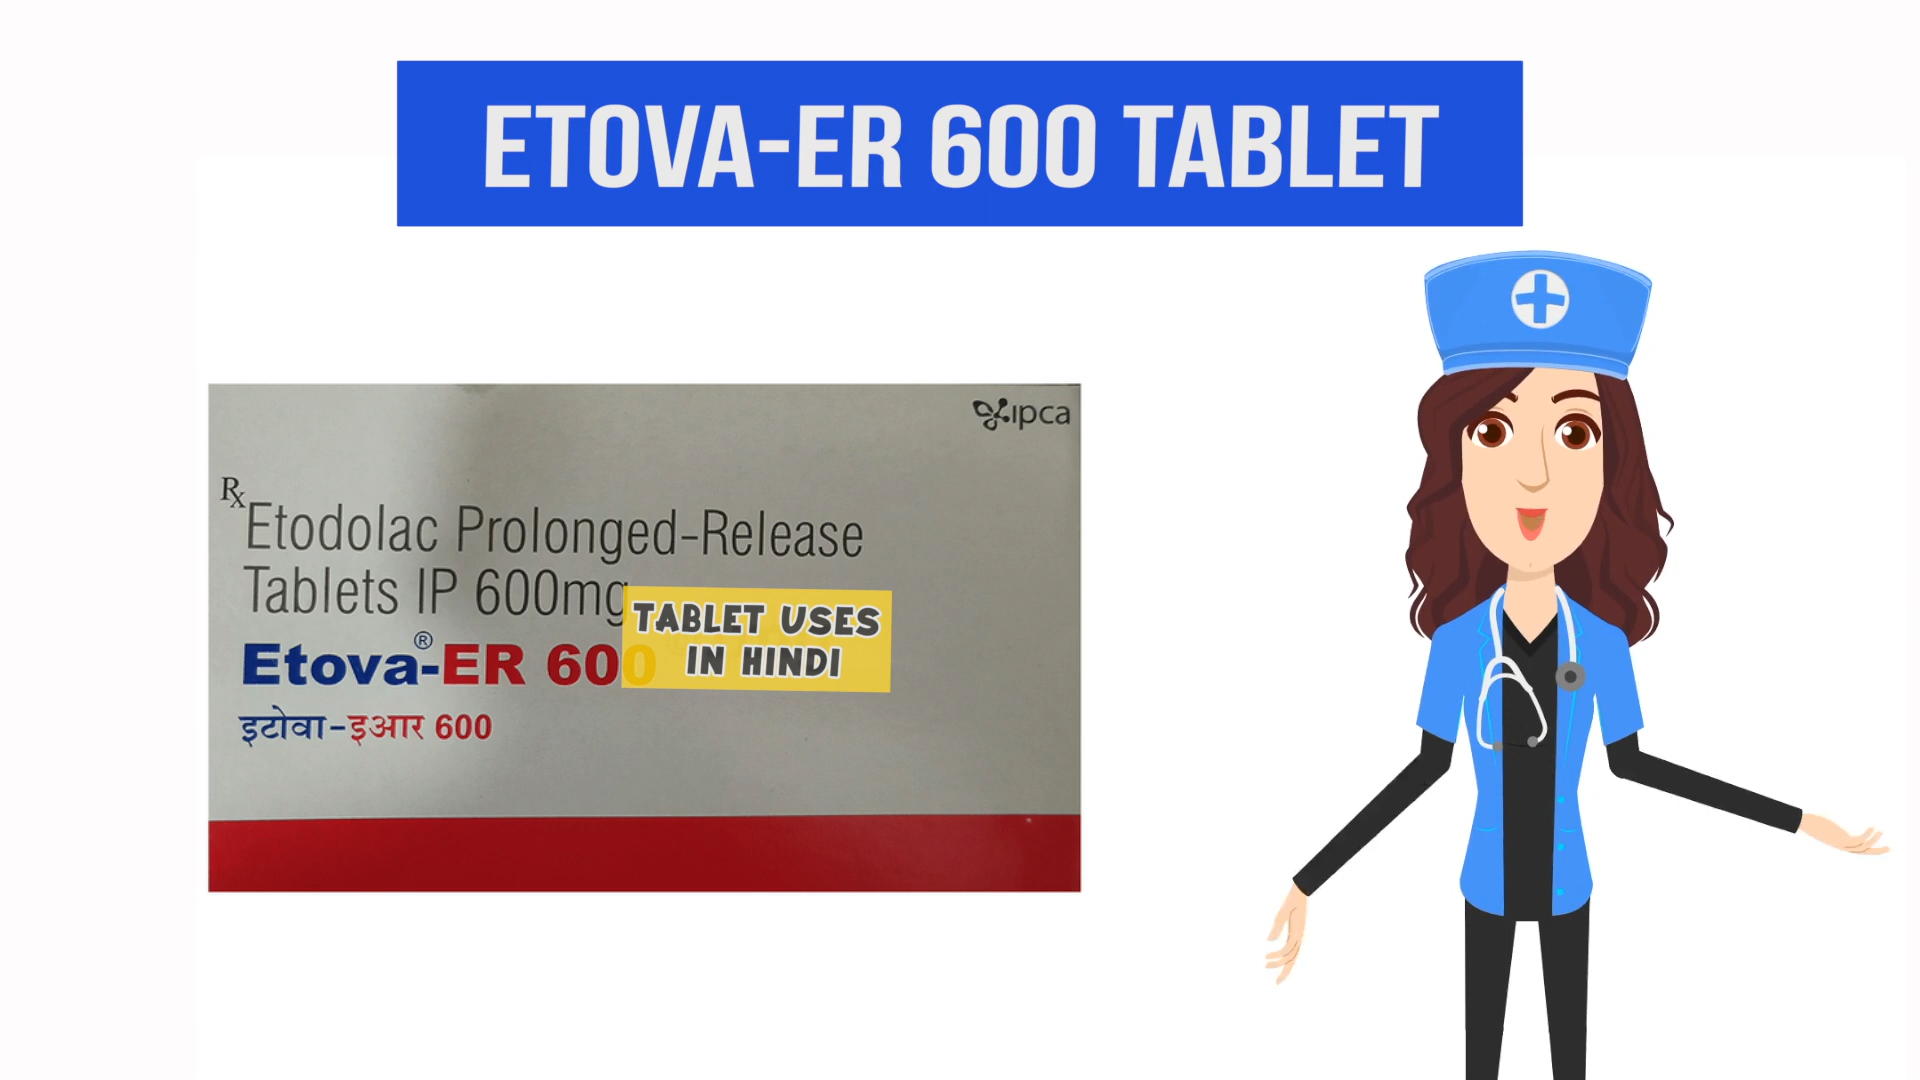 ETOVA-ER 600 TABLET
ipca
Rx
Etodolac Prolonged-Release
Tablets IP 600mg
Etova®-ER 600
TABLET USES
IN HINDI
इटोवा-इआर 600